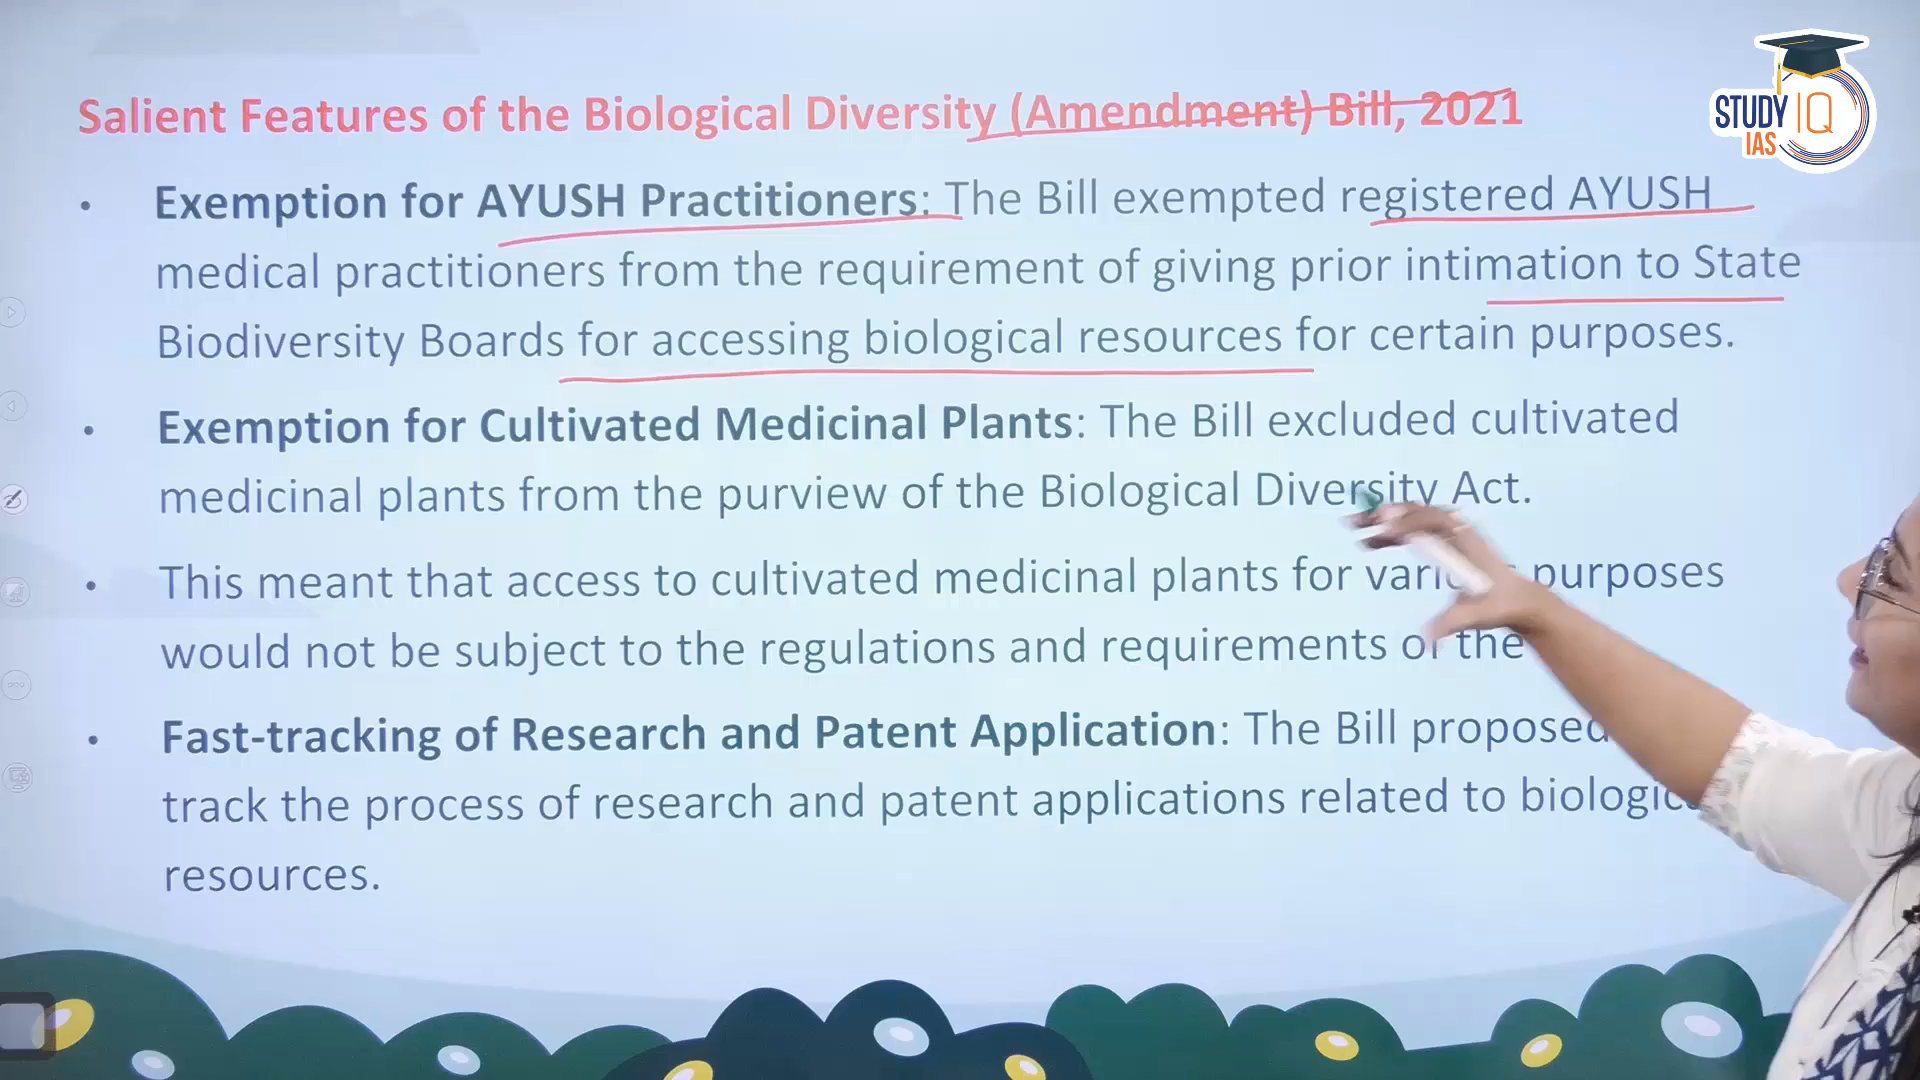 Salient Features of the Biological Diversity (Amendment) Bill, 2021
STUDY IQ
IAS
• Exemption for AYUSH Practitioners: The Bill exempted registered AYUSH
medical practitioners from the requirement of giving prior intimation to State
Biodiversity Boards for accessing biological resources for certain purposes.
• Exemption for Cultivated Medicinal Plants: The Bill excluded cultivated
medicinal plants from the purview of the Biological Diversity Act.
• This meant that access to cultivated medicinal plants for purposes
would not be subject to the regulations and requirements of the
• Fast-tracking of Research and Patent Application: The Bill proposed
track the process of research and patent applications related to
resources.